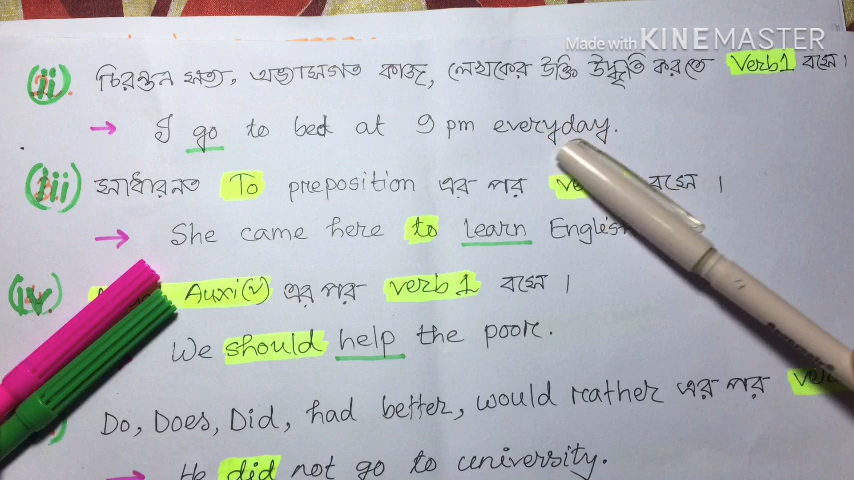 Made with KINEMASTER
(ii) চিরন্তন সত্য, অভ্যাসগত কাজ, লেখকের উক্তি উদ্ধৃতি করতে Verb1 বসে।
→ I go to bed at 9 pm everyday.
(iii) সাধারনত To preposition এর পর বসে।
→ She came here to learn
(iv) Auxi(v) এর পর verb 1 বসে।
We should help the poor.
Do, Does, Did, had better, would rather এর পর
→ He did not go to university.